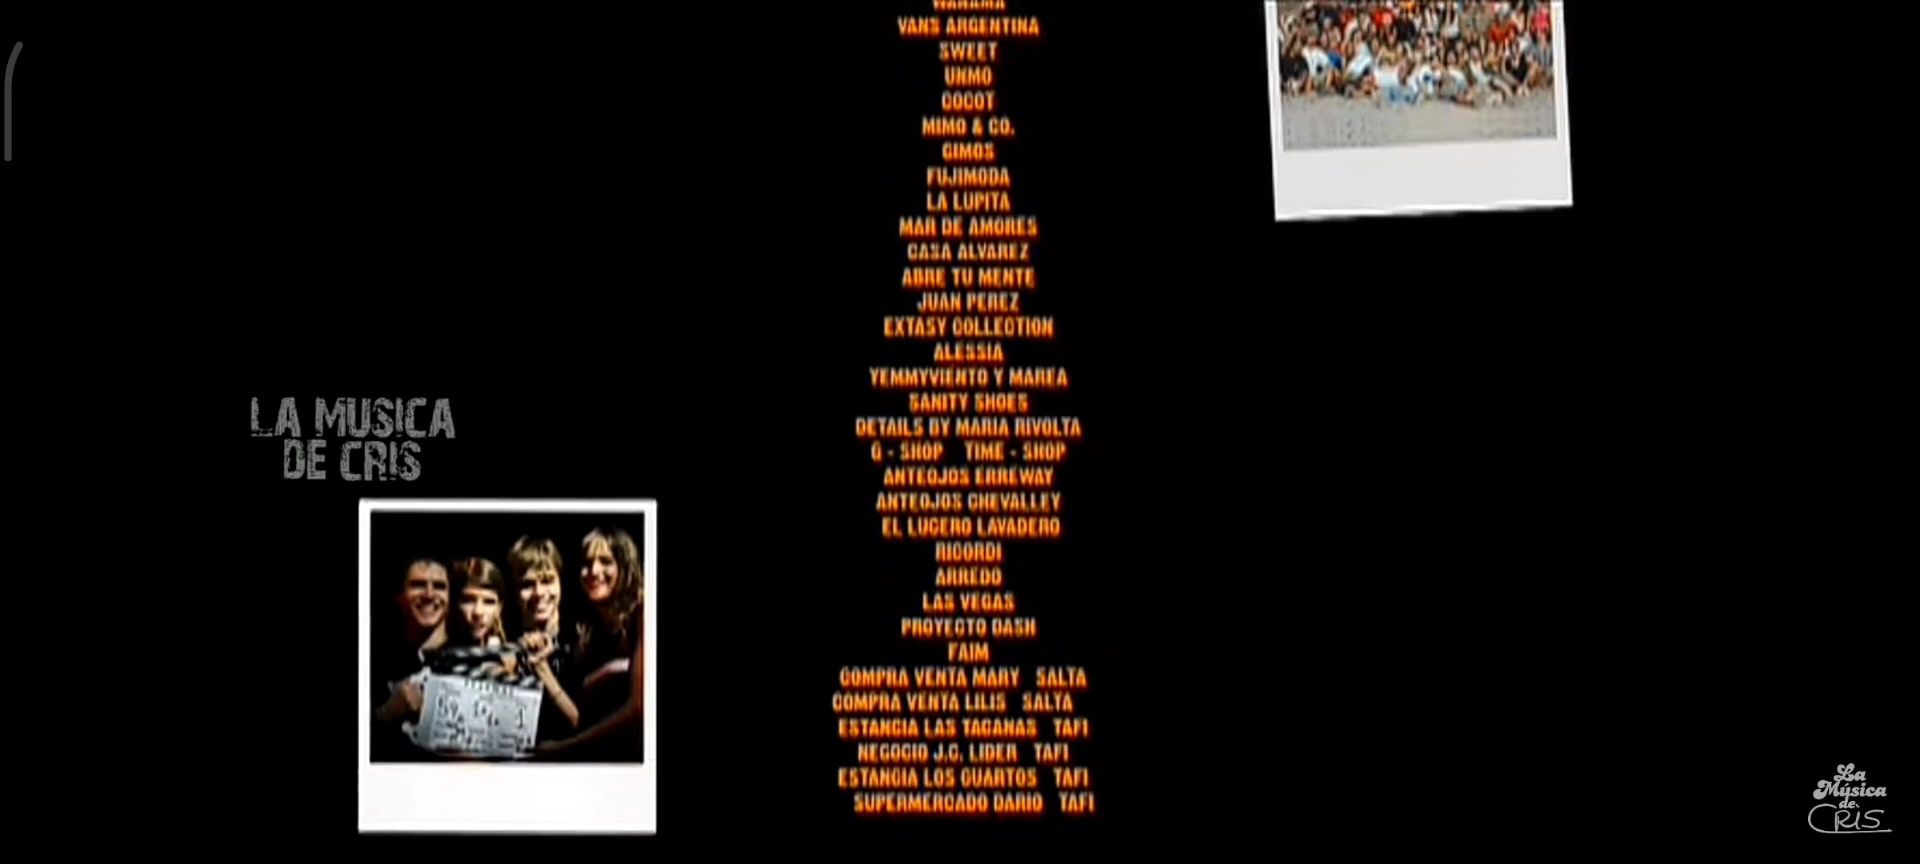 WANAMA
VANS ARGENTINA
SWEET
UNMO
COCOT
MIMO & CO.
GIMOS
FUJIMODA
LA LUPITA
MAR DE AMORES
CASA ALVAREZ
ABRE TU MENTE
JUAN PEREZ
EXTASY COLLECTION
ALESSIA
YEMMYVIENTO Y MAREA
SANITY SHOES
DETAILS BY MARIA RIVOLTA
Q - SHOP TIME - SHOP
ANTEOJOS ERREWAY
ANTEOJOS CHEVALLEY
EL LUCERO LAVADERO
RICORDI
ARREDO
LAS VEGAS
PROYECTO DASH
FAIM
COMPRA VENTA MARY SALTA
COMPRA VENTA LILIS SALTA
ESTANCIA LAS TACANAS TAFI
NEGOCIO J.C. LIDER TAFI
ESTANCIA LOS CUARTOS TAFI
SUPERMERCADO DARIO TAFI
LA MUSICA
DE CRIS
La
Música
de
CRIS